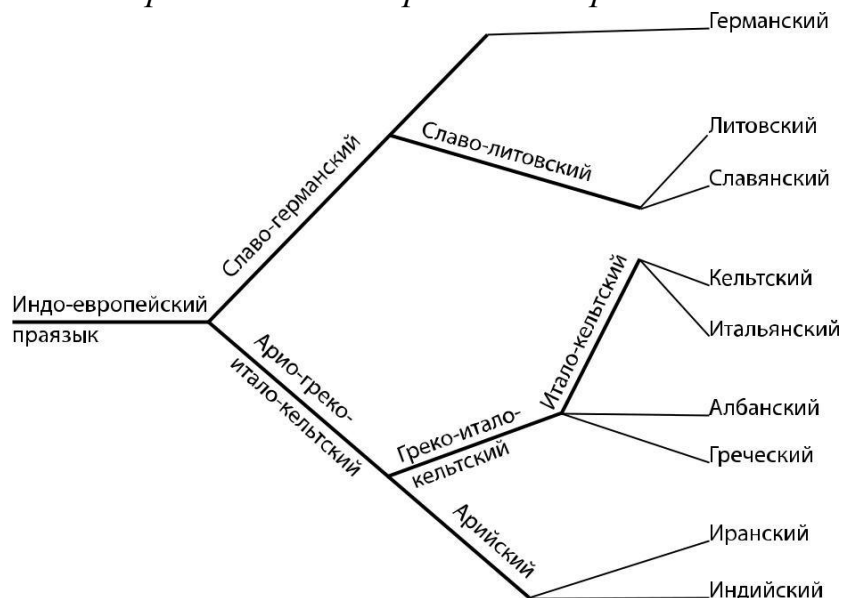 Германский
Литовский
Славо-литовский
Славянский
Славо-германский
Кельтский
Индо-европейский
праязык
Итало-кельтский
Итальянский
Арио-греко-
итало-кельтский
Албанский
Греко-итало-
кельтский
Греческий
Арийский
Иранский
Индийский